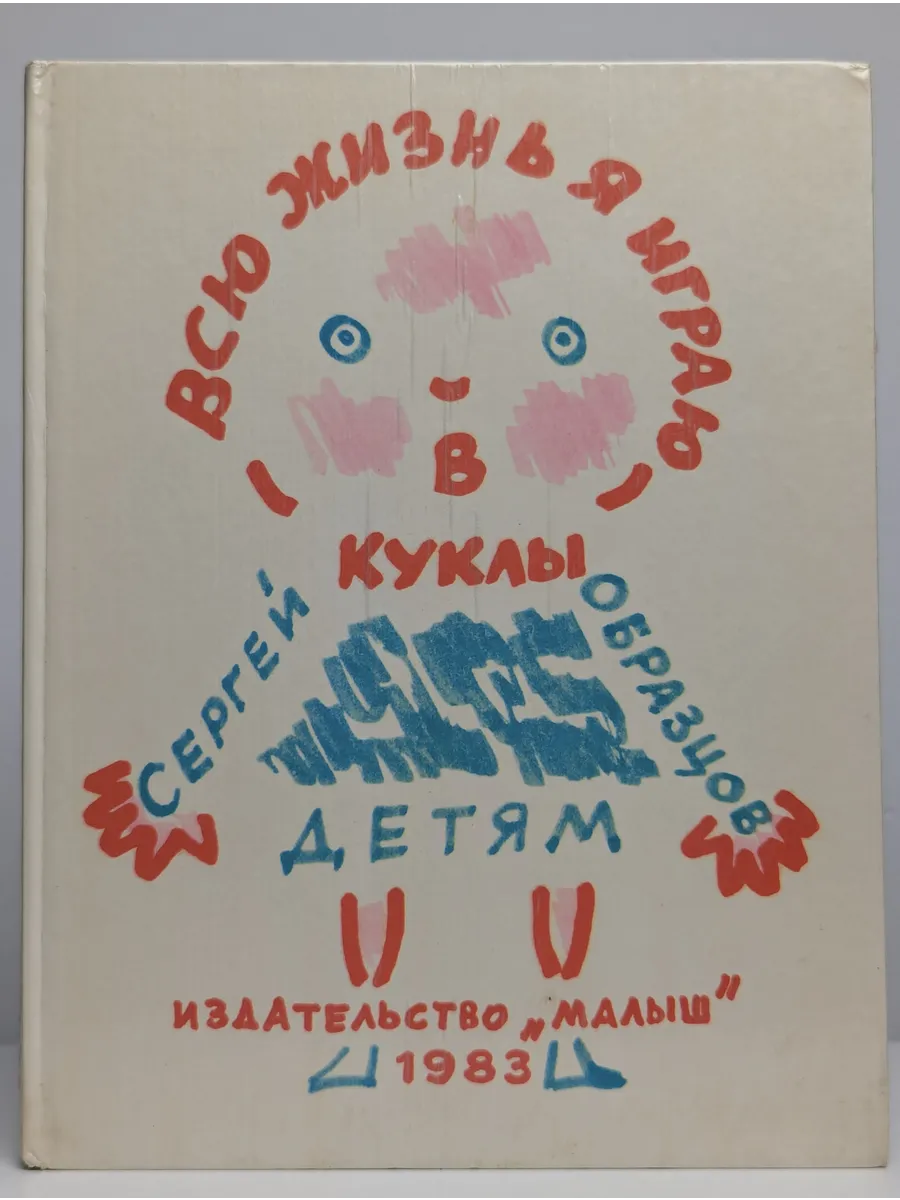 ВСЮ ЖИЗНЬ Я ИГРАЮ
В
КУКЛЫ
СЕРГЕЙ ОБРАЗЦОВ
ДЕТЯМ
ИЗДАТЕЛЬСТВО „МАЛЫШ"
1983